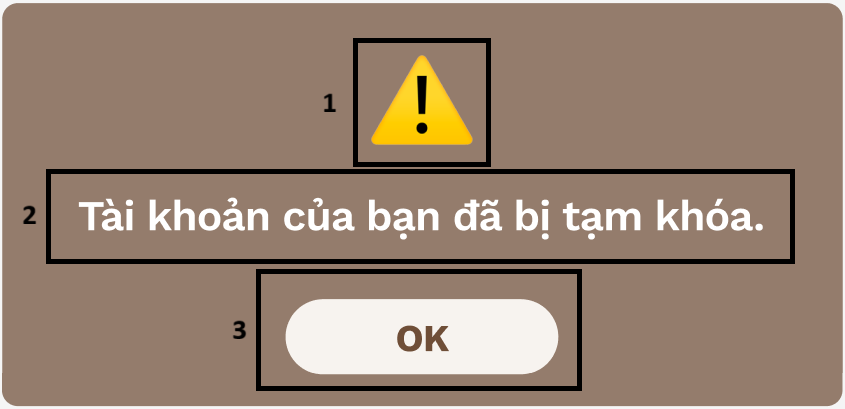 1
2 Tài khoản của bạn đã bị tạm khóa.
3 OK